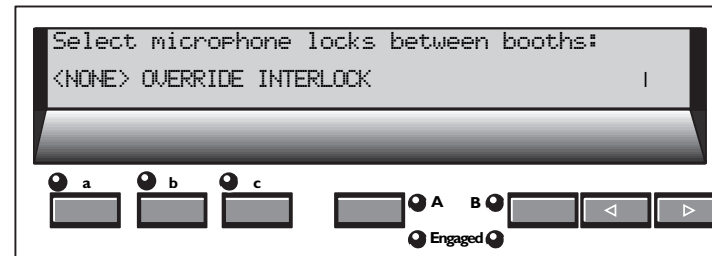 Select microphone locks between booths:
<NONE> OVERRIDE INTERLOCK I
a b c
A B
Engaged